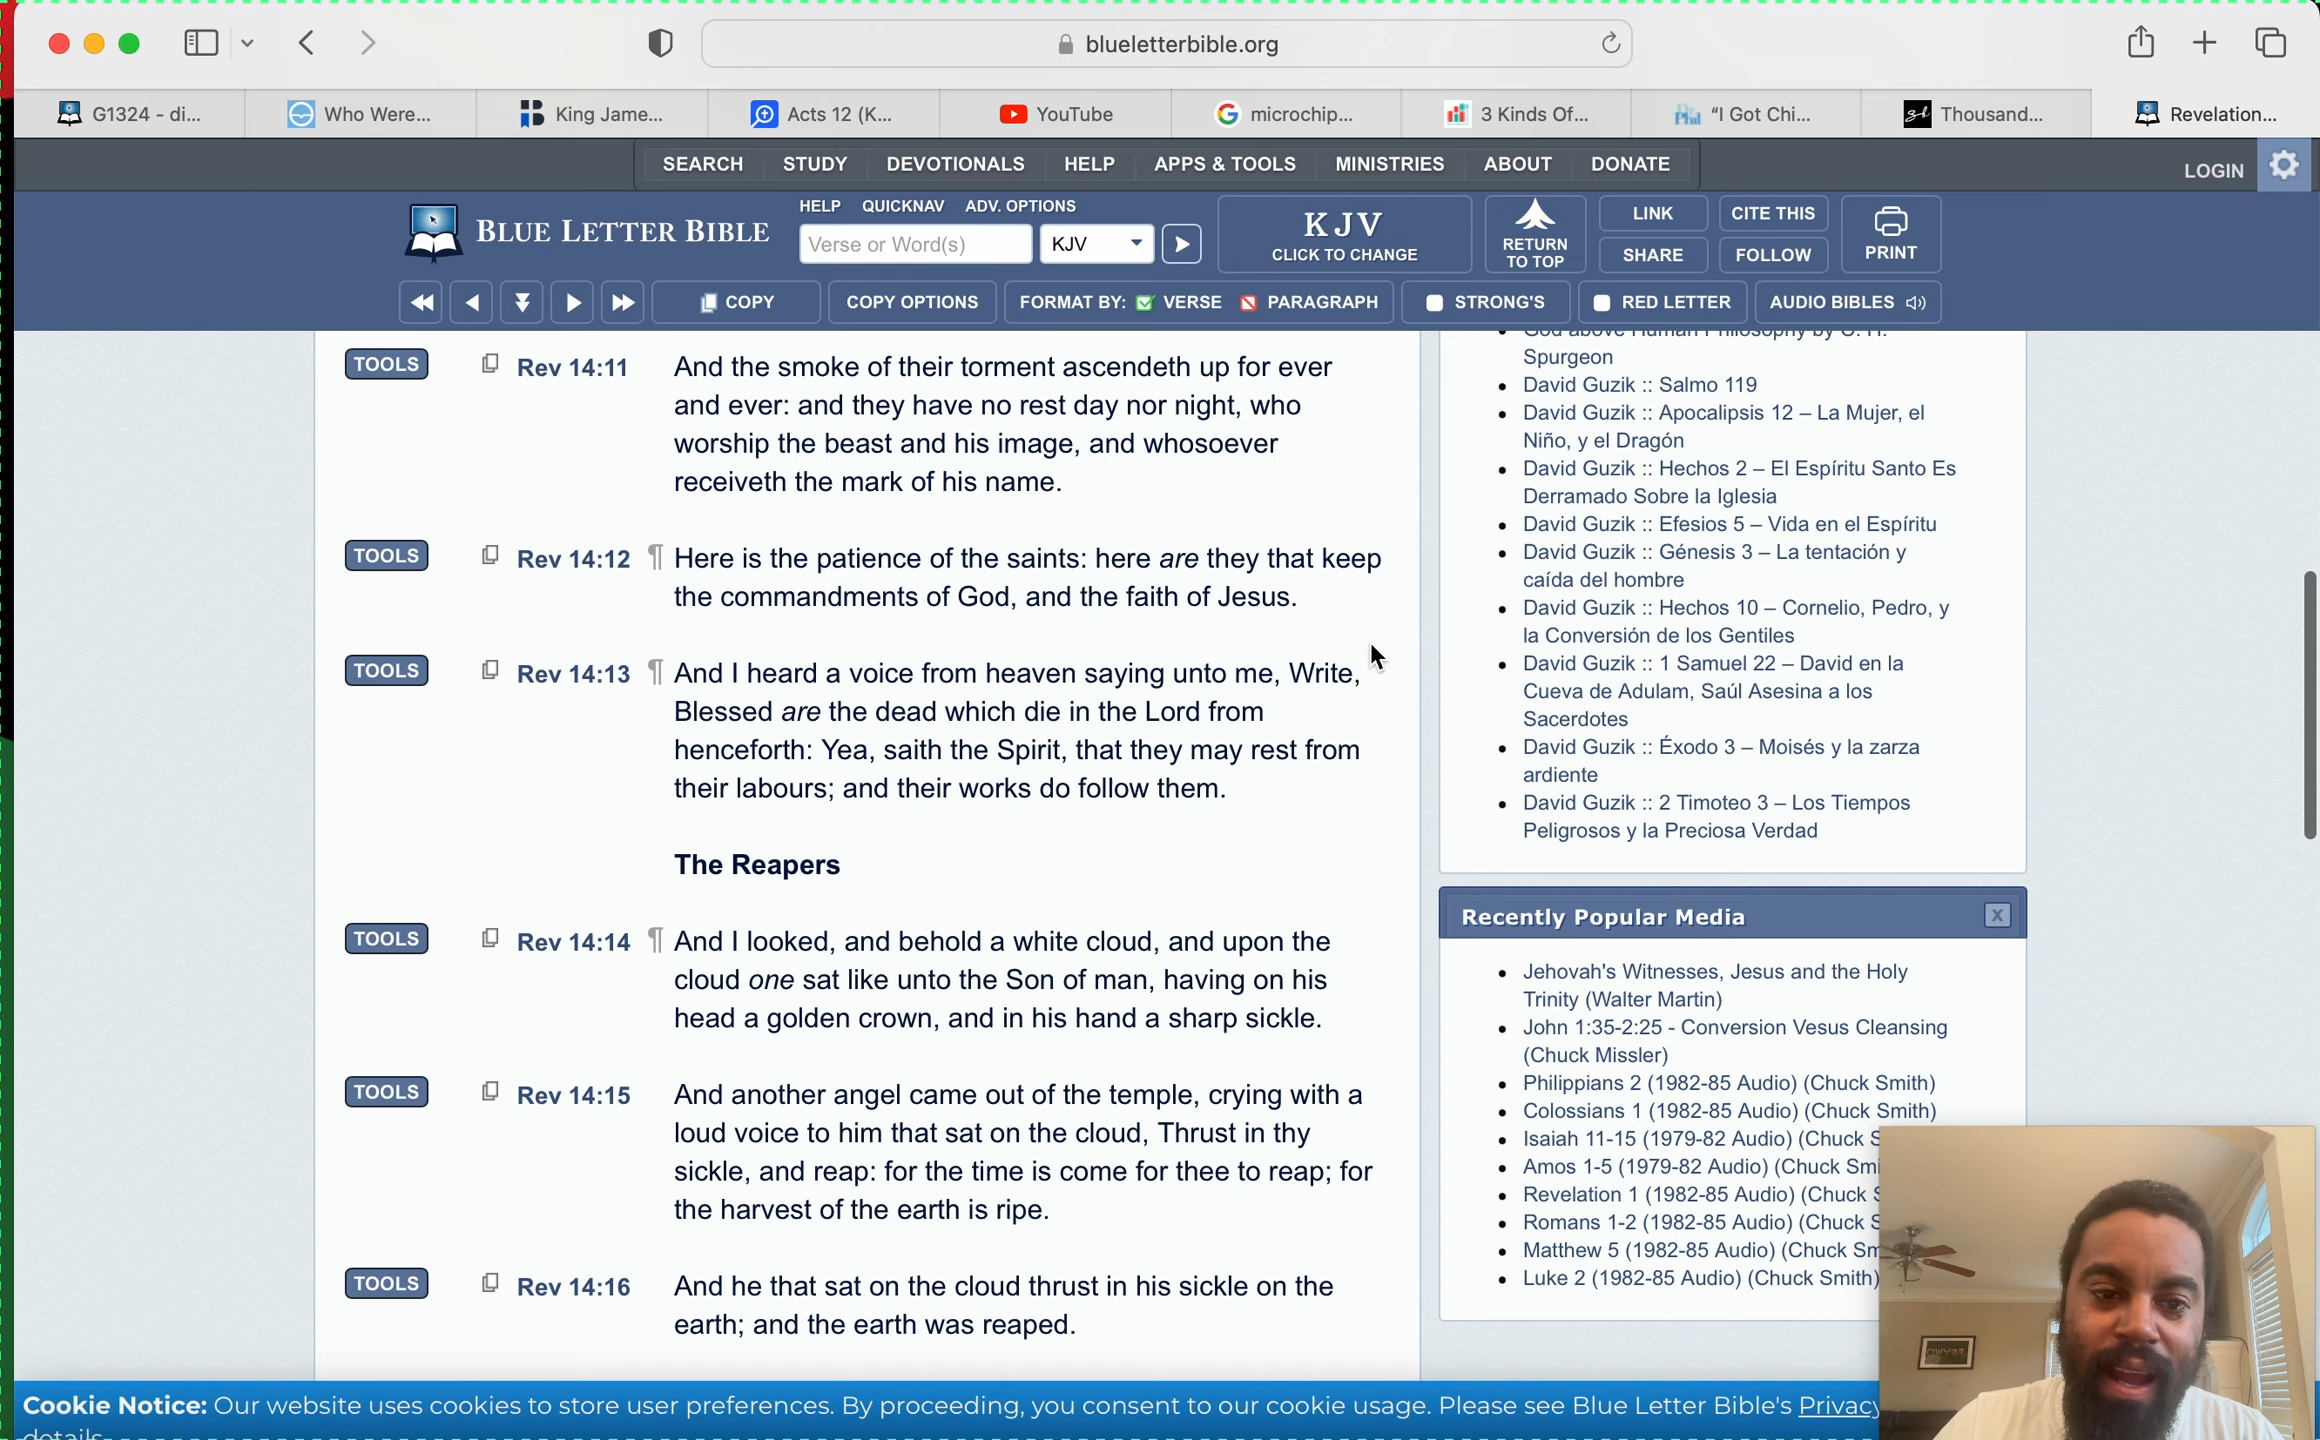 blueletterbible.org
G1324 - di...
Who Were...
King Jame...
Acts 12 (K...
YouTube
microchip...
3 Kinds Of...
“I Got Chi...
Thousand...
Revelation...
SEARCH STUDY DEVOTIONALS HELP APPS & TOOLS MINISTRIES ABOUT DONATE
LOGIN
BLUE LETTER BIBLE
HELP QUICKNAV ADV. OPTIONS
Verse or Word(s)
KJV
KJV
CLICK TO CHANGE
RETURN
TO TOP
LINK
CITE THIS
SHARE
FOLLOW
PRINT
COPY
COPY OPTIONS
FORMAT BY: VERSE PARAGRAPH
STRONG'S
RED LETTER
AUDIO BIBLES
TOOLS Rev 14:11 And the smoke of their torment ascendeth up for ever
and ever: and they have no rest day nor night, who
worship the beast and his image, and whosoever
receiveth the mark of his name.
TOOLS Rev 14:12 ¶ Here is the patience of the saints: here are they that keep
the commandments of God, and the faith of Jesus.
TOOLS Rev 14:13 ¶ And I heard a voice from heaven saying unto me, Write,
Blessed are the dead which die in the Lord from
henceforth: Yea, saith the Spirit, that they may rest from
their labours; and their works do follow them.
The Reapers
TOOLS Rev 14:14 ¶ And I looked, and behold a white cloud, and upon the
cloud one sat like unto the Son of man, having on his
head a golden crown, and in his hand a sharp sickle.
TOOLS Rev 14:15 And another angel came out of the temple, crying with a
loud voice to him that sat on the cloud, Thrust in thy
sickle, and reap: for the time is come for thee to reap; for
the harvest of the earth is ripe.
TOOLS Rev 14:16 And he that sat on the cloud thrust in his sickle on the
earth; and the earth was reaped.
God above Human Philosophy by C. H.
Spurgeon
David Guzik :: Salmo 119
David Guzik :: Apocalipsis 12 – La Mujer, el
Niño, y el Dragón
David Guzik :: Hechos 2 – El Espíritu Santo Es
Derramado Sobre la Iglesia
David Guzik :: Efesios 5 – Vida en el Espíritu
David Guzik :: Génesis 3 – La tentación y
caída del hombre
David Guzik :: Hechos 10 – Cornelio, Pedro, y
la Conversión de los Gentiles
David Guzik :: 1 Samuel 22 – David en la
Cueva de Adulam, Saúl Asesina a los
Sacerdotes
David Guzik :: Éxodo 3 – Moisés y la zarza
ardiente
David Guzik :: 2 Timoteo 3 – Los Tiempos
Peligrosos y la Preciosa Verdad
Recently Popular Media x
Jehovah's Witnesses, Jesus and the Holy
Trinity (Walter Martin)
John 1:35-2:25 - Conversion Vesus Cleansing
(Chuck Missler)
Philippians 2 (1982-85 Audio) (Chuck Smith)
Colossians 1 (1982-85 Audio) (Chuck Smith)
Isaiah 11-15 (1979-82 Audio) (Chuck S
Amos 1-5 (1979-82 Audio) (Chuck Smi
Revelation 1 (1982-85 Audio) (Chuck S
Romans 1-2 (1982-85 Audio) (Chuck S
Matthew 5 (1982-85 Audio) (Chuck Sm
Luke 2 (1982-85 Audio) (Chuck Smith)
Cookie Notice: Our website uses cookies to store user preferences. By proceeding, you consent to our cookie usage. Please see Blue Letter Bible's Privacy
details